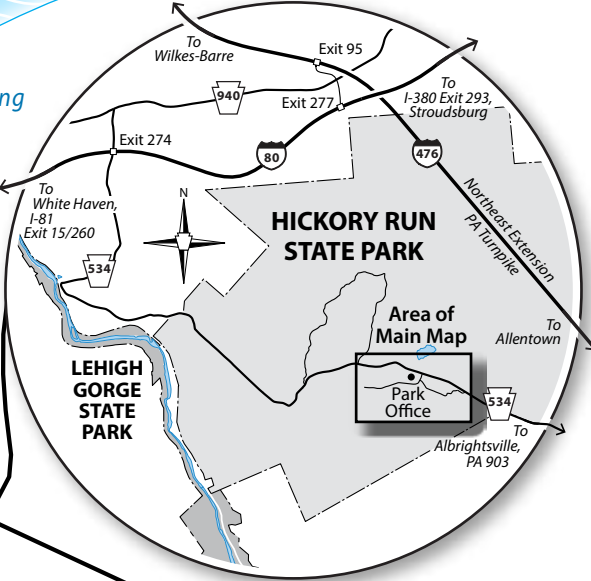 To
Wilkes-Barre
Exit 95
ng
940
Exit 277
To
I-380 Exit 293,
Stroudsburg
Exit 274
80
476
To
White Haven,
I-81
Exit 15/260
N
534
HICKORY RUN
STATE PARK
Northeast Extension
PA Turnpike
Area of
Main Map
To
Allentown
LEHIGH
GORGE
STATE
PARK
Park
Office
534
To
Albrightsville,
PA 903